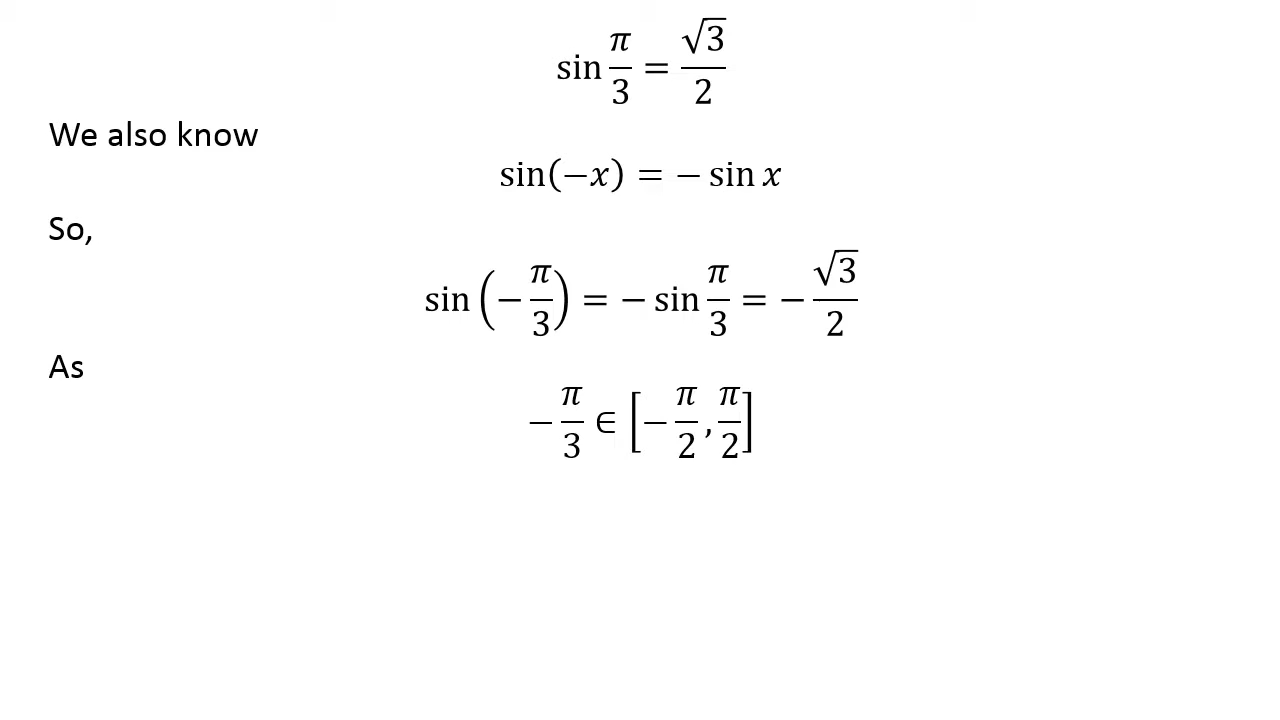 sin π/3 = √3/2
We also know
sin(−x) = − sin x
So,
sin (−π/3) = − sin π/3 = − √3/2
As
−π/3 ∈ [−π/2, π/2]